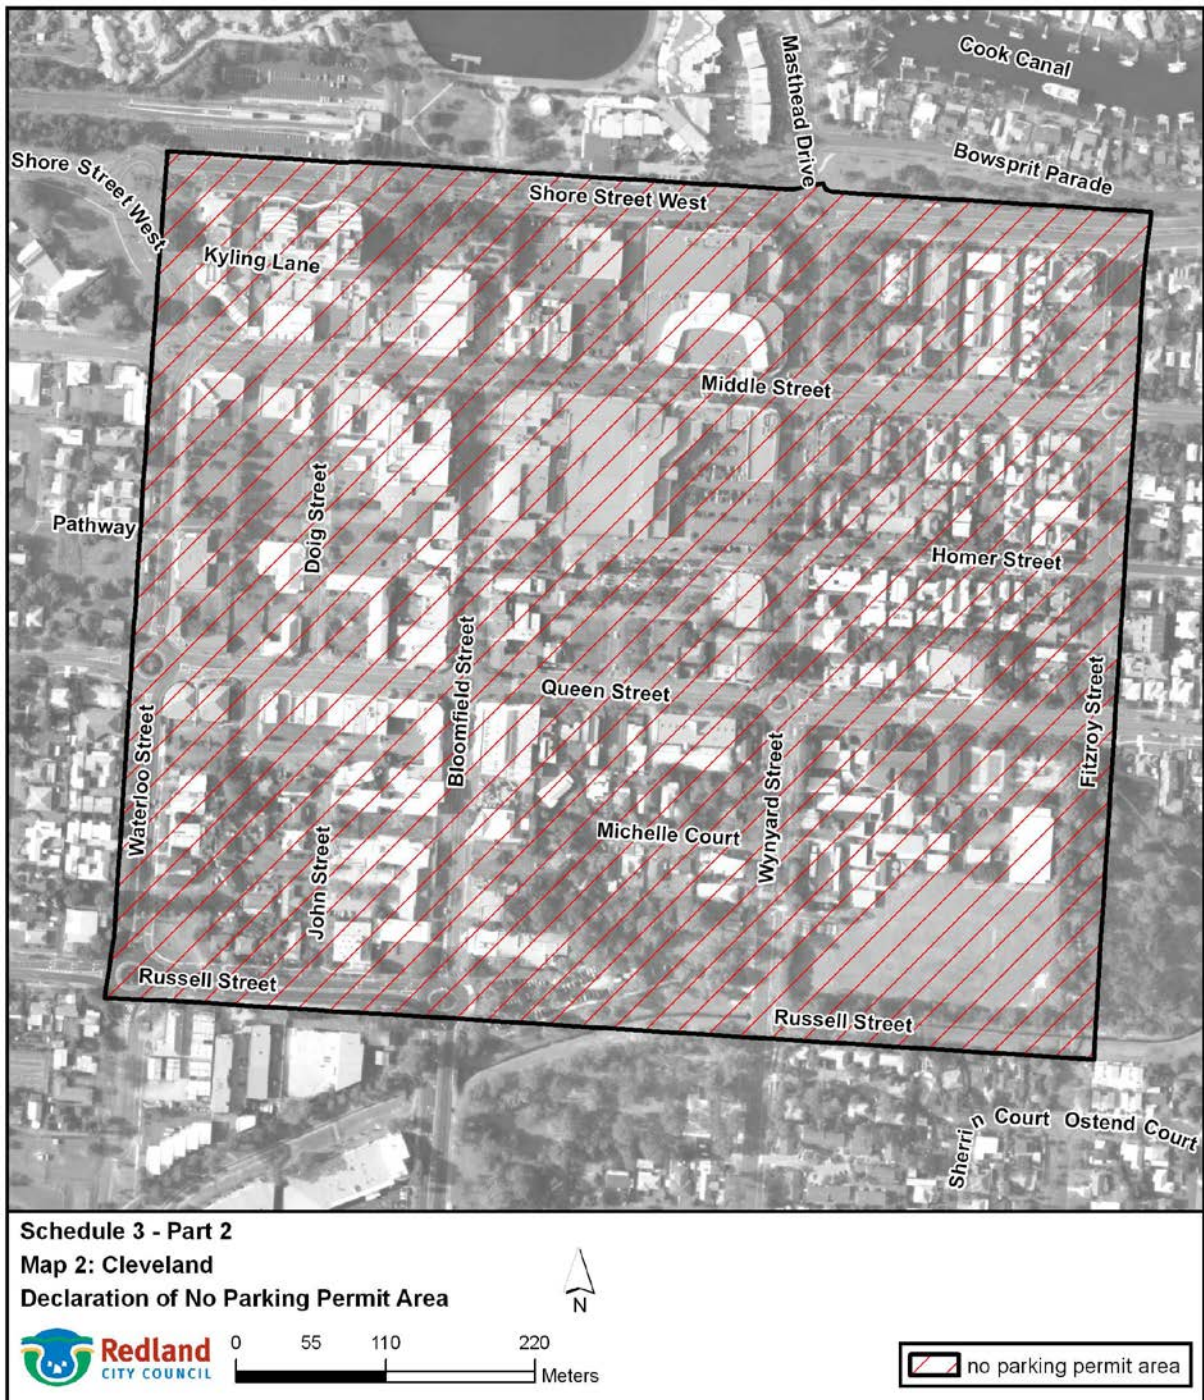 Cook Canal
Masthead Drive
Bowsprit Parade
Shore Street West
Shore Street West
Kyling Lane
Middle Street
Doig Street
Pathway
Homer Street
Bloomfield Street
Queen Street
Fitzroy Street
Waterloo Street
Wynyard Street
Michelle Court
John Street
Russell Street
Russell Street
Sherrin Court
Ostend Court
Schedule 3 - Part 2
Map 2: Cleveland
Declaration of No Parking Permit Area
N
Redland
CITY COUNCIL
0 55 110 220
Meters
no parking permit area